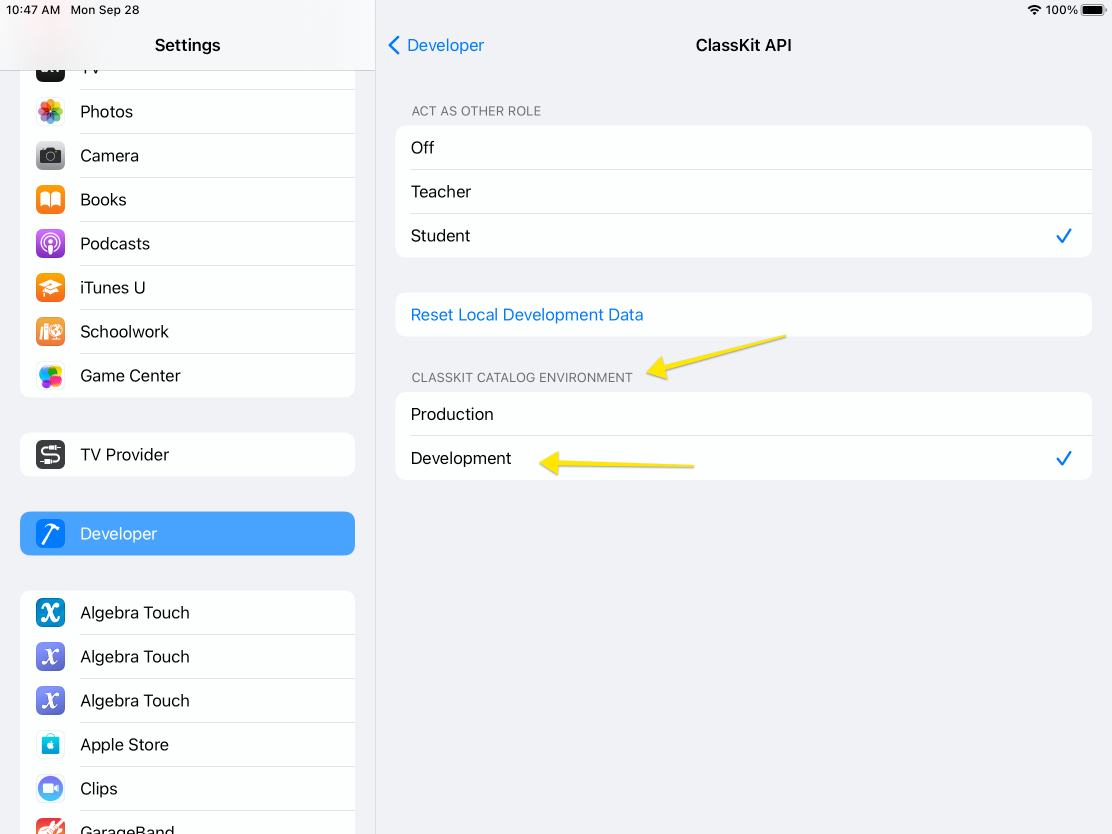 10:47 AM Mon Sep 28
100%
Settings
TV
Photos
Camera
Books
Podcasts
iTunes U
Schoolwork
Game Center
TV Provider
Developer
Algebra Touch
Algebra Touch
Algebra Touch
Apple Store
Clips
GarageBand
Developer
ClassKit API
ACT AS OTHER ROLE
Off
Teacher
Student
Reset Local Development Data
CLASSKIT CATALOG ENVIRONMENT
Production
Development